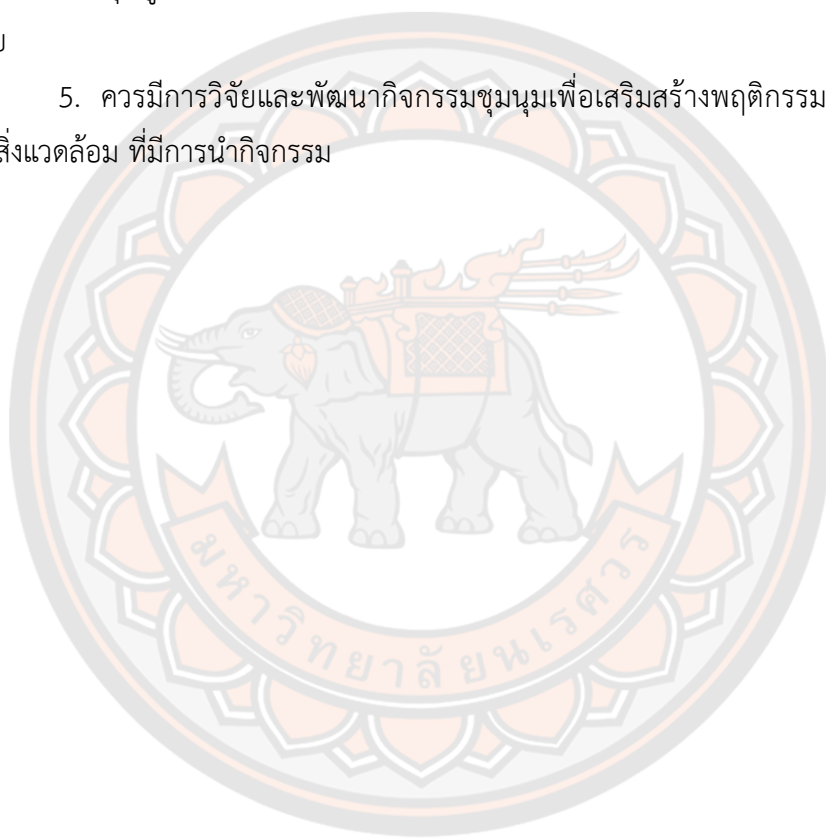 5. ควรมีการวิจัยและพัฒนากิจกรรมชุมนุมเพื่อเสริมสร้างพฤติกรรม
สิ่งแวดล้อม ที่มีการนำกิจกรรม
มหาวิทยาลัยนเรศวร